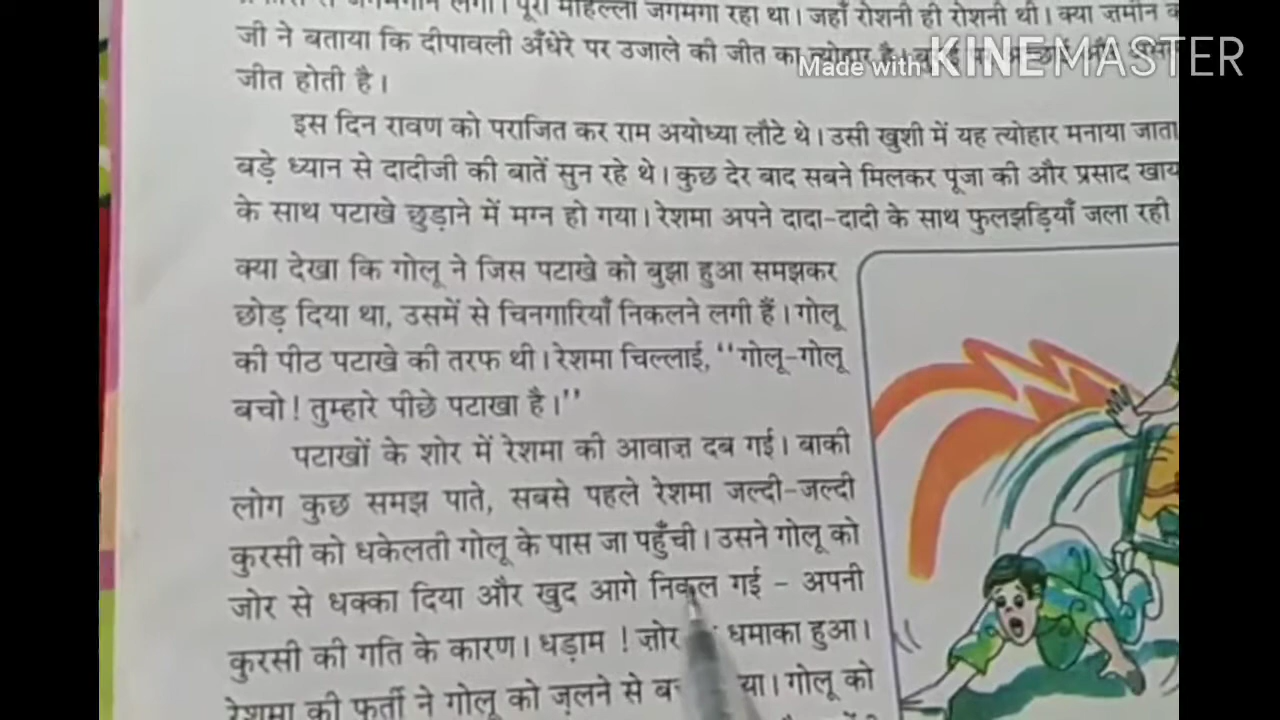 से जगमगाने लगा। पूरा मोहल्ला जगमगा रहा था। जहाँ रोशनी ही रोशनी थी। क्या ज़मीन
जी ने बताया कि दीपावली अँधेरे पर उजाले की जीत का त्योहार है।
Made with KINEMASTER
जीत होती है।
इस दिन रावण को पराजित कर राम अयोध्या लौटे थे। उसी खुशी में यह त्योहार मनाया जाता
बड़े ध्यान से दादीजी की बातें सुन रहे थे। कुछ देर बाद सबने मिलकर पूजा की और प्रसाद खाय
के साथ पटाखे छुड़ाने में मग्न हो गया। रेशमा अपने दादा-दादी के साथ फुलझड़ियाँ जला रही
क्या देखा कि गोलू ने जिस पटाखे को बुझा हुआ समझकर
छोड़ दिया था, उसमें से चिनगारियाँ निकलने लगी हैं। गोलू
की पीठ पटाखे की तरफ थी। रेशमा चिल्लाई, "गोलू-गोलू
बचो! तुम्हारे पीछे पटाखा है।"
पटाखों के शोर में रेशमा की आवाज़ दब गई। बाकी
लोग कुछ समझ पाते, सबसे पहले रेशमा जल्दी-जल्दी
कुरसी को धकेलती गोलू के पास जा पहुँची। उसने गोलू को
जोर से धक्का दिया और खुद आगे निकल गई - अपनी
कुरसी की गति के कारण। धड़ाम ! ज़ोर धमाका हुआ।
रेशमा की फुर्ती ने गोलू को ज़लने से या। गोलू को